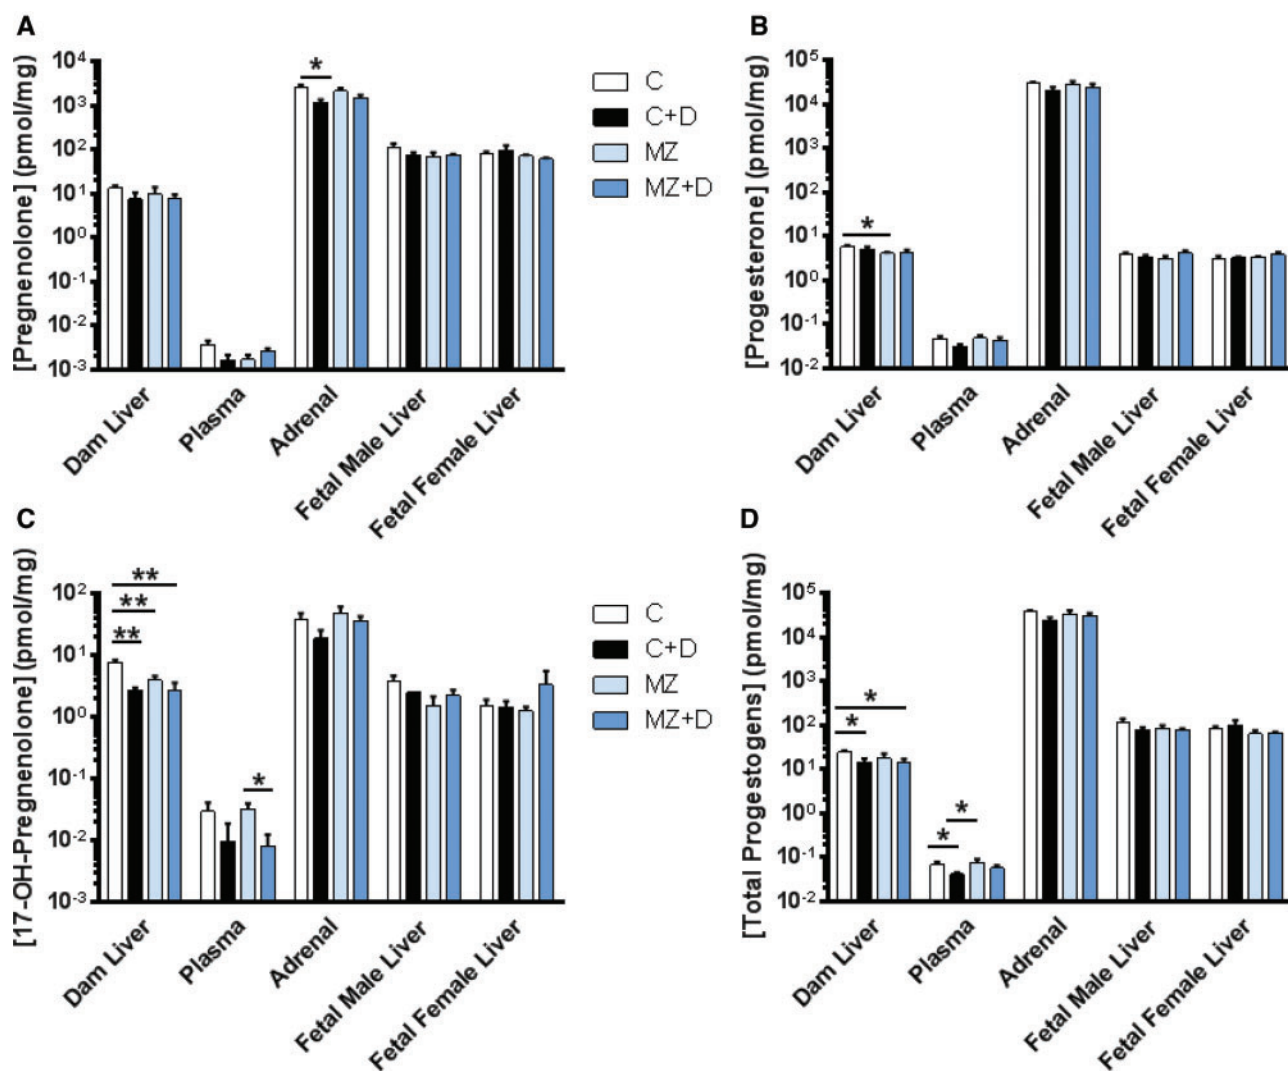 A
[Pregnenolone] (pmol/mg)
10⁴
10³
10²
10¹
10⁰
10⁻¹
10⁻²
10⁻³
*
Dam Liver
Plasma
Adrenal
Fetal Male Liver
Fetal Female Liver
C
C+D
MZ
MZ+D
B
[Progesterone] (pmol/mg)
10⁵
10⁴
10³
10²
10¹
10⁰
10⁻¹
10⁻²
*
Dam Liver
Plasma
Adrenal
Fetal Male Liver
Fetal Female Liver
C
[17-OH-Pregnenolone] (pmol/mg)
10²
10¹
10⁰
10⁻¹
10⁻²
10⁻³
**
**
**
*
Dam Liver
Plasma
Adrenal
Fetal Male Liver
Fetal Female Liver
C
C+D
MZ
MZ+D
D
[Total Progestogens] (pmol/mg)
10⁵
10⁴
10³
10²
10¹
10⁰
10⁻¹
10⁻²
*
*
*
*
Dam Liver
Plasma
Adrenal
Fetal Male Liver
Fetal Female Liver